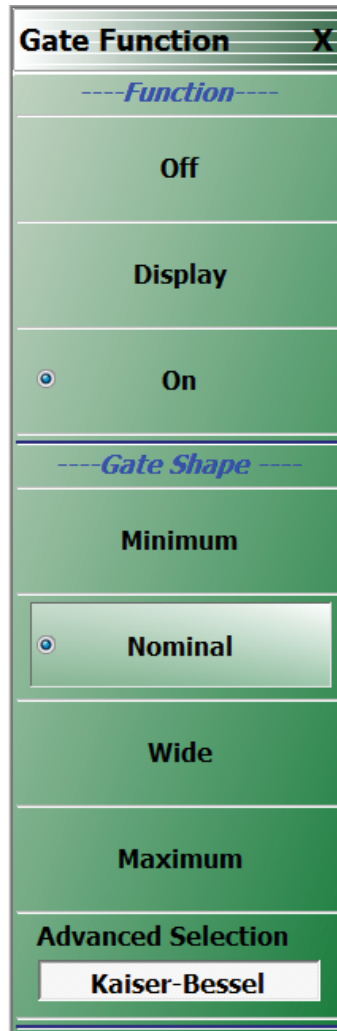 Gate Function X
----Function----
Off
Display
On
----Gate Shape ----
Minimum
Nominal
Wide
Maximum
Advanced Selection
Kaiser-Bessel